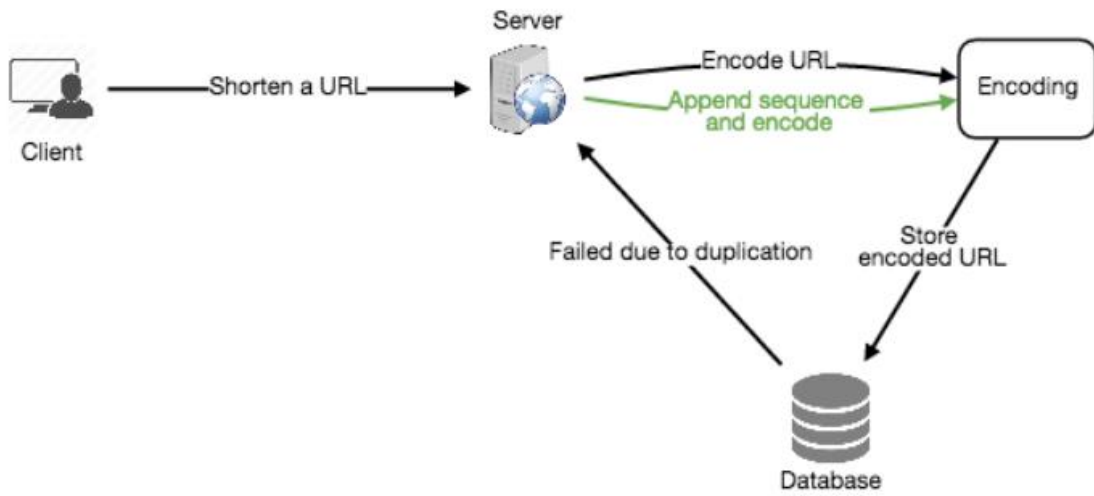 Server
Client
Shorten a URL
Encode URL
Append sequence
and encode
Encoding
Failed due to duplication
Store
encoded URL
Database